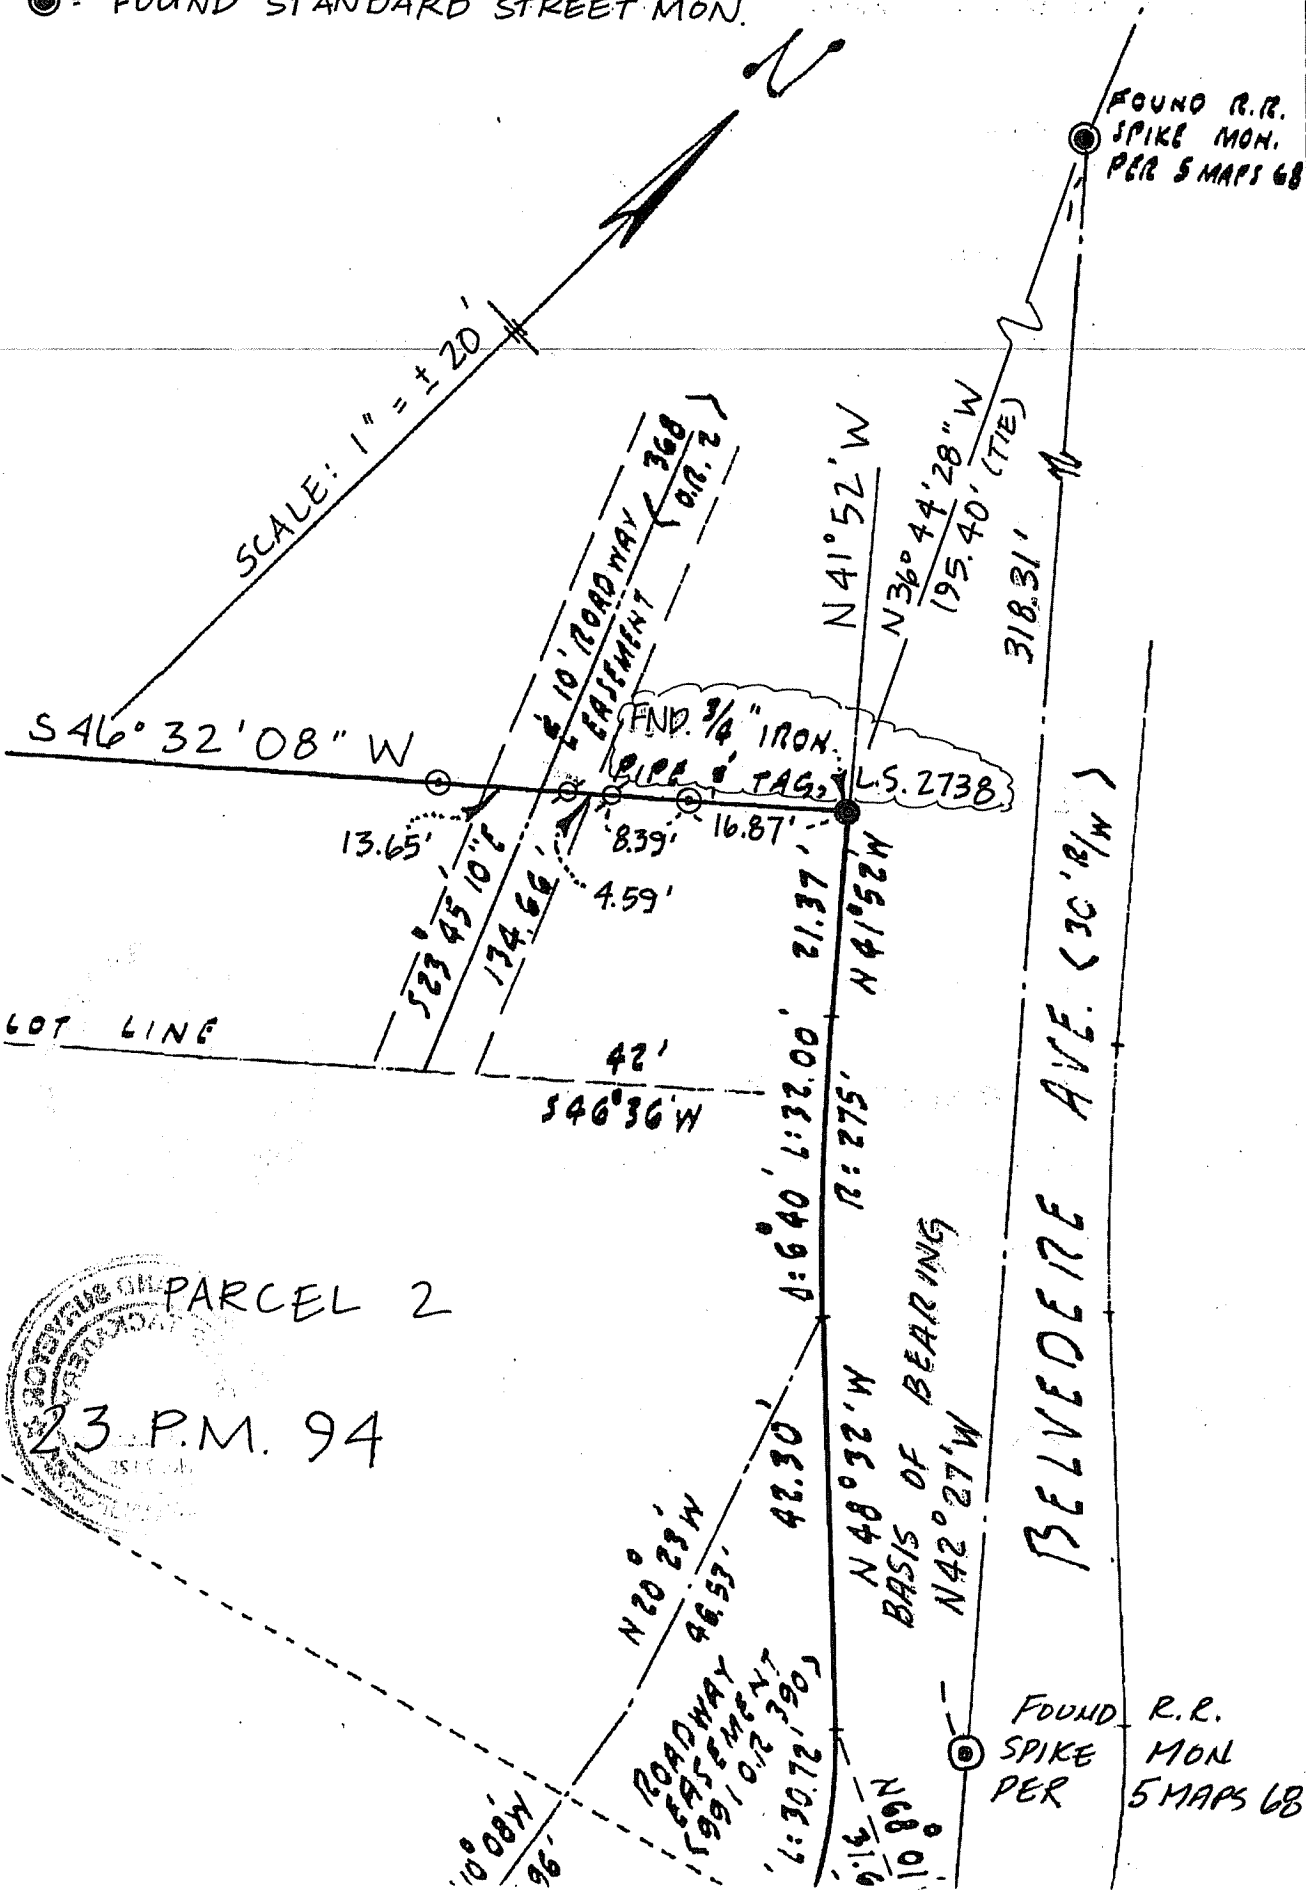 - FOUND STANDARD STREET MON.
N
FOUND R.R.
SPIKE MON.
PER 5 MAPS 68
SCALE: 1" = ± 20'
10' ROADWAY
EASEMENT
( 368
O.R. 2 )
N41°52'W
N36°44'28"W
195.40' (TIE)
318.31'
S46°32'08"W
FND. 3/4" IRON
PIPE & TAG, L.S. 2738
13.65'
8.39'
16.87'
4.59'
S23°45'10"E
134.66'
21.37'
N41°52'W
LOT LINE
42'
S46°36'W
Δ:6°40' L:32.00'
R:275'
BELVEDERE AVE. (30' R/W)
PARCEL 2
23 P.M. 94
42.30'
N48°32'W
BASIS OF BEARING
N42°27'W
N20°23'W
46.53'
ROADWAY
EASEMENT
(991 O.R. 390)
L:30.72'
FOUND R.R.
SPIKE MON
PER 5 MAPS 68
10°08'W
96'